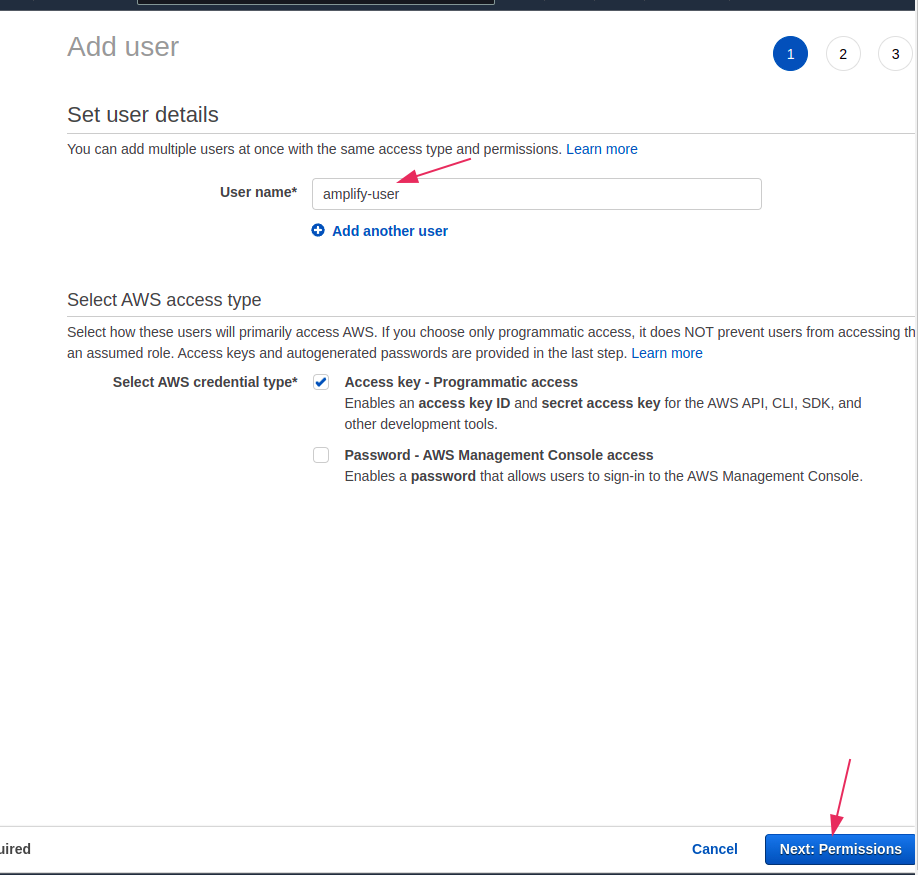 Add user
1 2 3
Set user details
You can add multiple users at once with the same access type and permissions. Learn more
User name* amplify-user
Add another user
Select AWS access type
Select how these users will primarily access AWS. If you choose only programmatic access, it does NOT prevent users from accessing th
an assumed role. Access keys and autogenerated passwords are provided in the last step. Learn more
Select AWS credential type* Access key - Programmatic access
Enables an access key ID and secret access key for the AWS API, CLI, SDK, and
other development tools.
Password - AWS Management Console access
Enables a password that allows users to sign-in to the AWS Management Console.
uired Cancel Next: Permissions